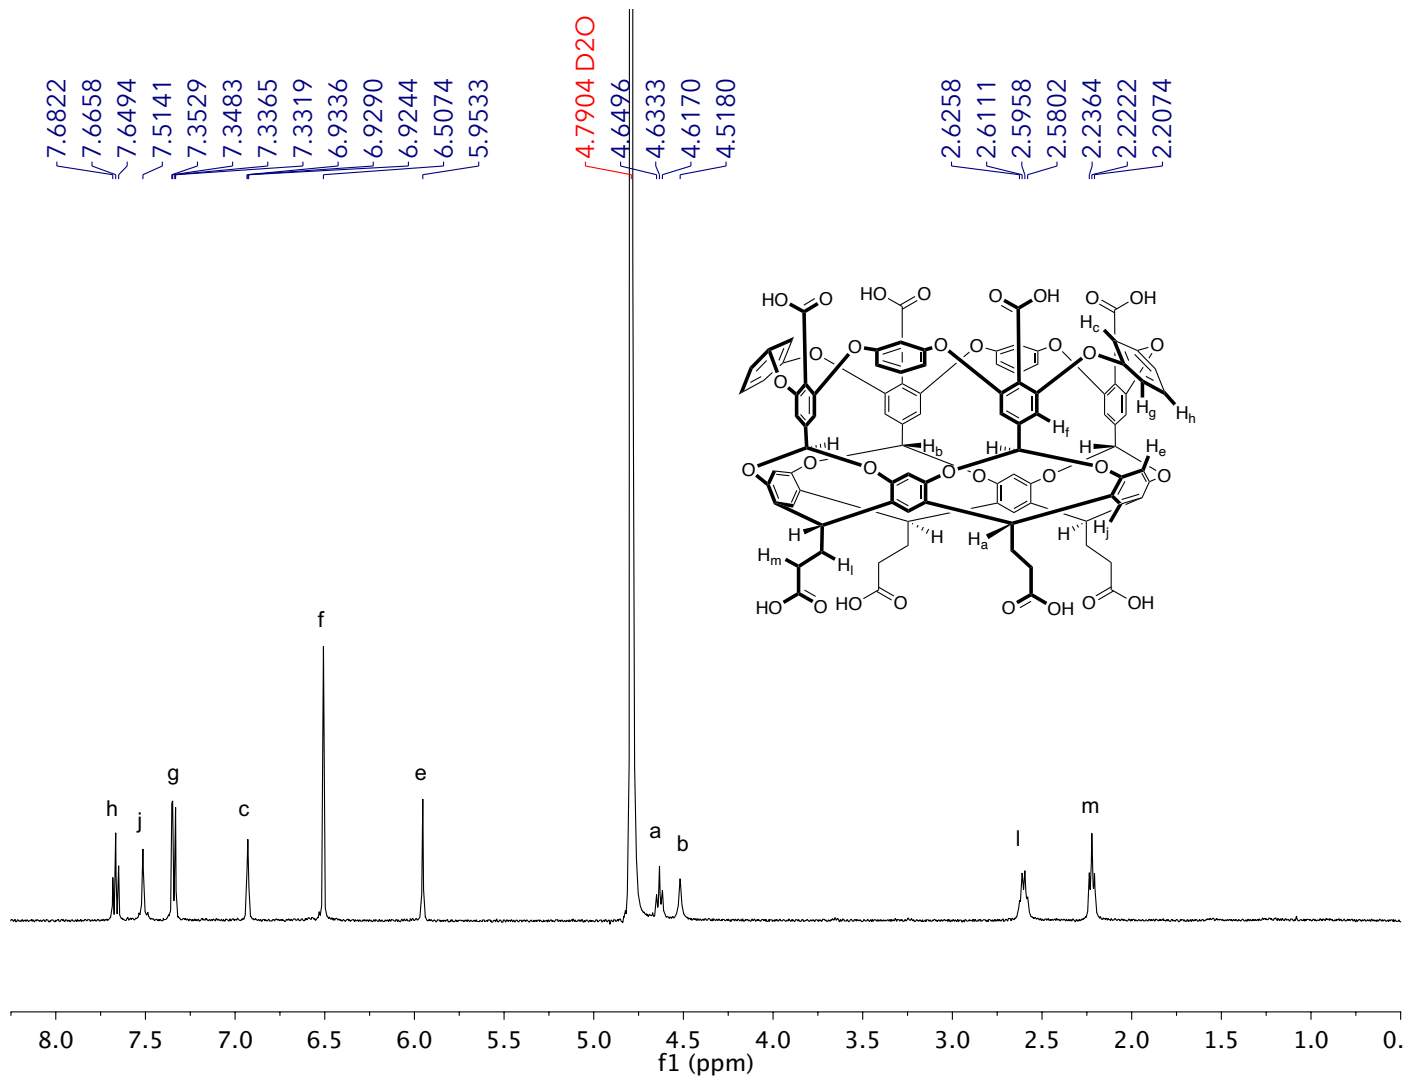 7.6822
7.6658
7.6494
7.5141
7.3529
7.3483
7.3365
7.3319
6.9336
6.9290
6.9244
6.5074
5.9533
4.7904 D2O
4.6496
4.6333
4.6170
4.5180
2.6258
2.6111
2.5958
2.5802
2.2364
2.2222
2.2074
HO O HO O O OH O OH
Hc
O O O O O O O O
Hg Hh
Hf
H Hb H H He
O O O O O O O O
H H Ha H Hj
Hm Hl
HO O HO O O OH O OH
h j g c f e a b l m
8.0 7.5 7.0 6.5 6.0 5.5 5.0 4.5 4.0 3.5 3.0 2.5 2.0 1.5 1.0 0.
f1 (ppm)